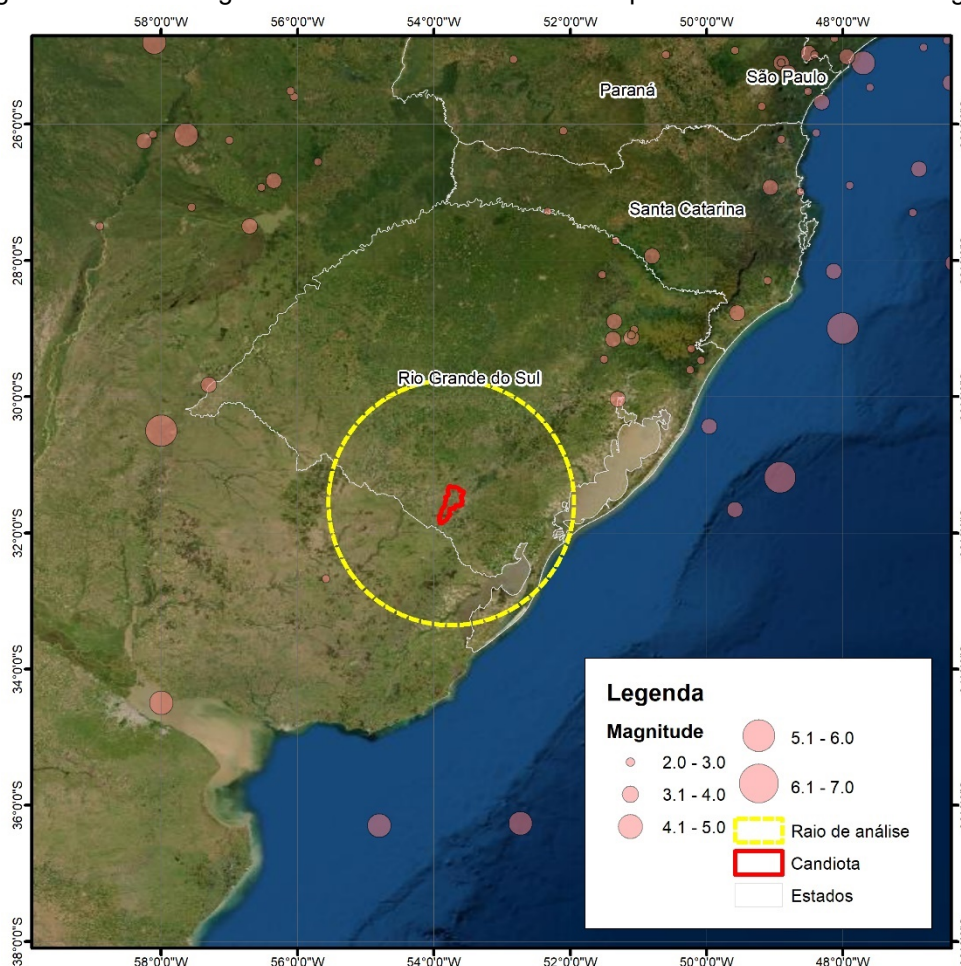 58°0'0"W 56°0'0"W 54°0'0"W 52°0'0"W 50°0'0"W 48°0'0"W
São Paulo
Paraná
26°0'0"S
Santa Catarina
28°0'0"S
Rio Grande do Sul
30°0'0"S
32°0'0"S
34°0'0"S
36°0'0"S
38°0'0"S
Legenda
Magnitude
2.0 - 3.0
3.1 - 4.0
4.1 - 5.0
5.1 - 6.0
6.1 - 7.0
Raio de análise
Candiota
Estados
58°0'0"W 56°0'0"W 54°0'0"W 52°0'0"W 50°0'0"W 48°0'0"W